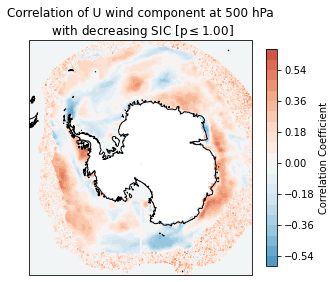 Correlation of U wind component at 500 hPa
with decreasing SIC [p ≤ 1.00]
0.54
0.36
0.18
0.00
−0.18
−0.36
−0.54
Correlation Coefficient